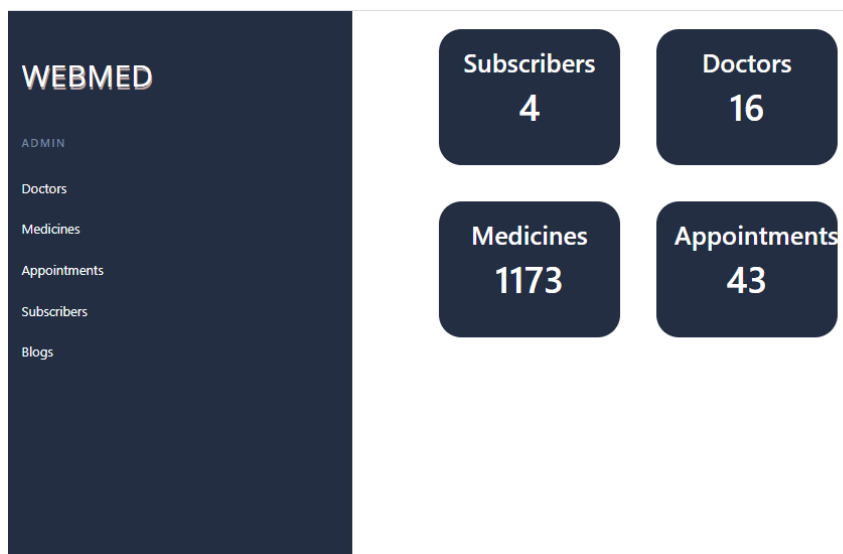 WEBMED
ADMIN
Doctors
Medicines
Appointments
Subscribers
Blogs
Subscribers
4
Doctors
16
Medicines
1173
Appointments
43